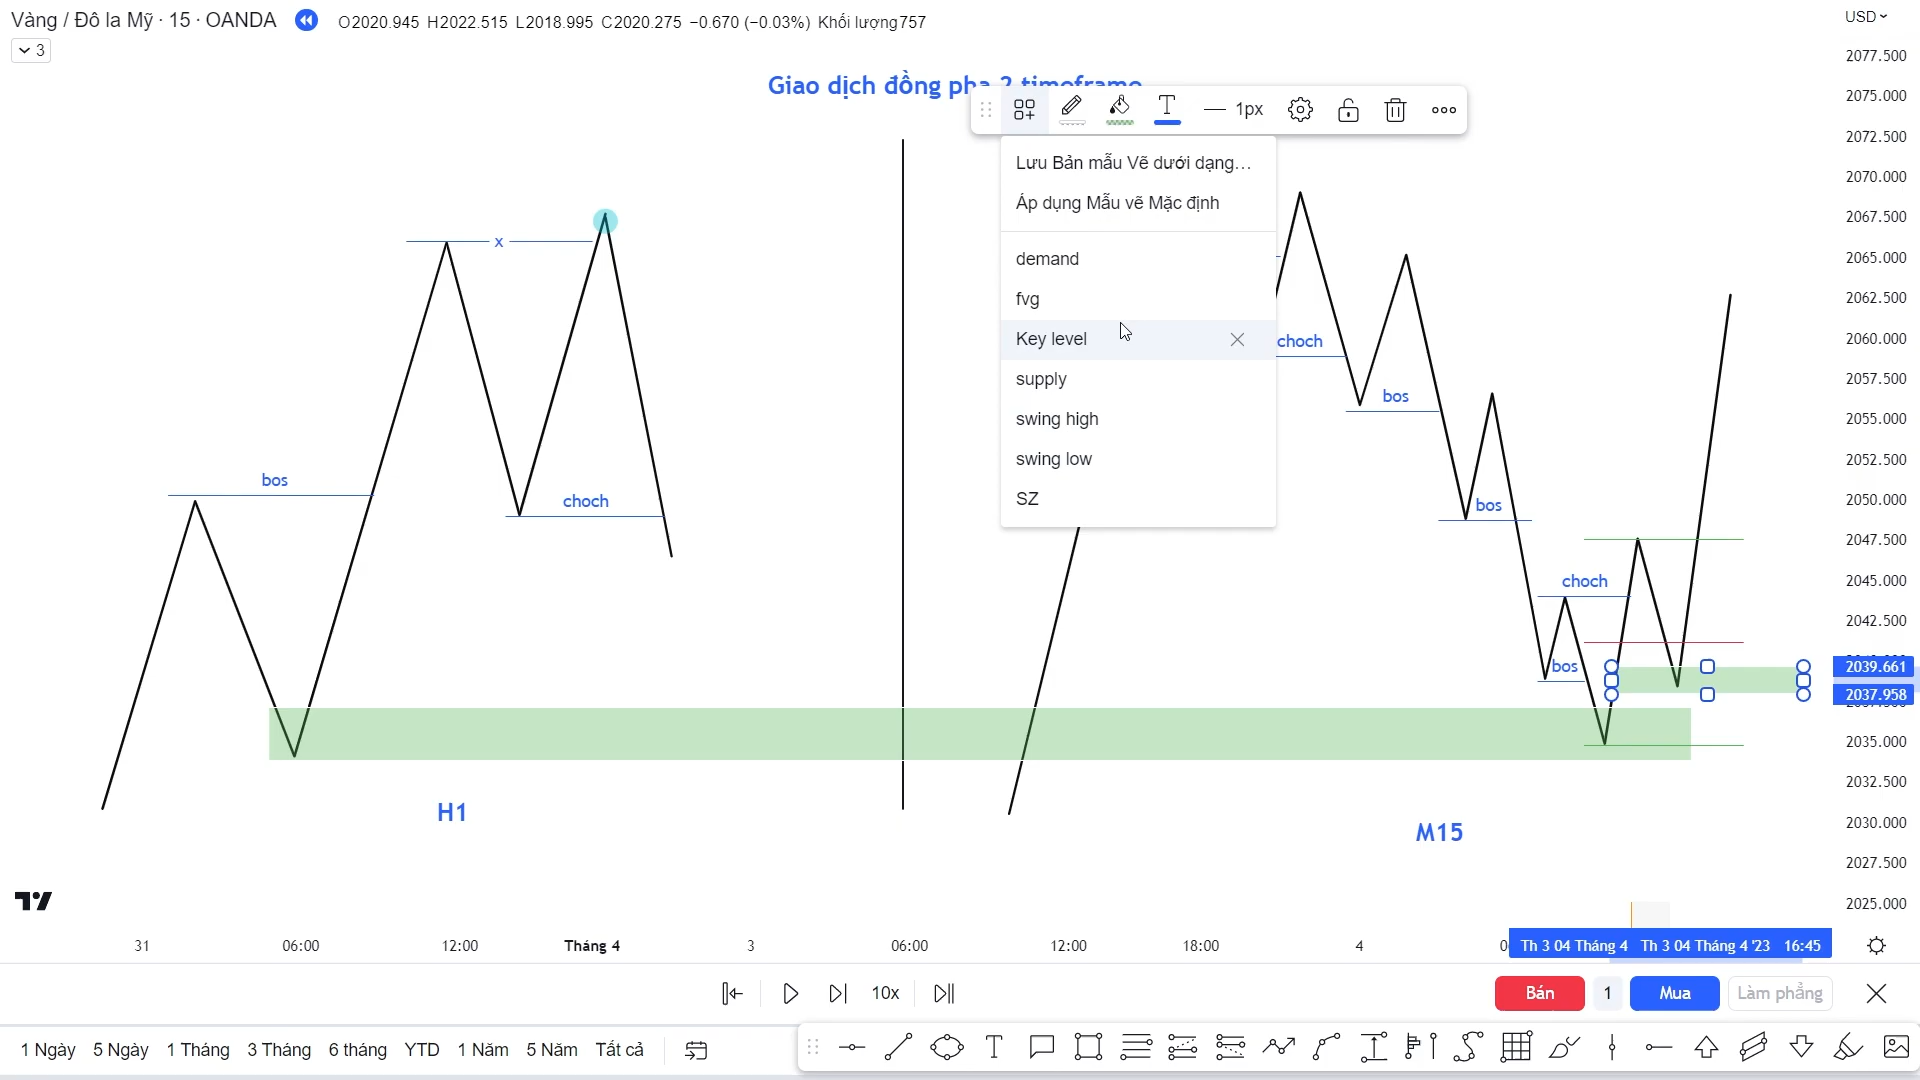 Vàng / Đô la Mỹ · 15 · OANDA
O2020.945 H2022.515 L2018.995 C2020.275 −0.670 (−0.03%) Khối lượng757
USD
3
Giao dịch đồng pha 2 timeframe
1px
Lưu Bản mẫu Vẽ dưới dạng…
Áp dụng Mẫu vẽ Mặc định
demand
fvg
Key level
supply
swing high
swing low
SZ
x
bos
choch
choch
bos
bos
choch
bos
H1
M15
2077.500
2075.000
2072.500
2070.000
2067.500
2065.000
2062.500
2060.000
2057.500
2055.000
2052.500
2050.000
2047.500
2045.000
2042.500
2039.661
2037.958
2035.000
2032.500
2030.000
2027.500
2025.000
31 06:00 12:00 Tháng 4 3 06:00 12:00 18:00 4 Th 3 04 Tháng 4 Th 3 04 Tháng 4 '23 16:45
10x
Bán 1 Mua Làm phẳng
1 Ngày 5 Ngày 1 Tháng 3 Tháng 6 tháng YTD 1 Năm 5 Năm Tất cả